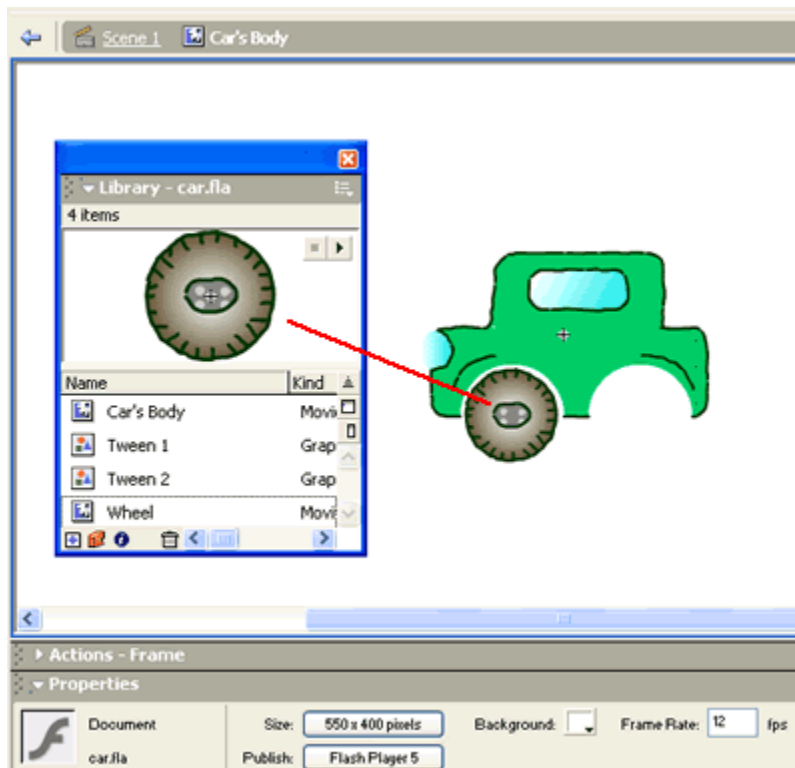 Scene 1 Car's Body
Library - car.fla
4 items
Name Kind
Car's Body Movi
Tween 1 Grap
Tween 2 Grap
Wheel Movi
Actions - Frame
Properties
Document Size: 550 x 400 pixels Background: Frame Rate: 12 fps
car.fla Publish: Flash Player 5